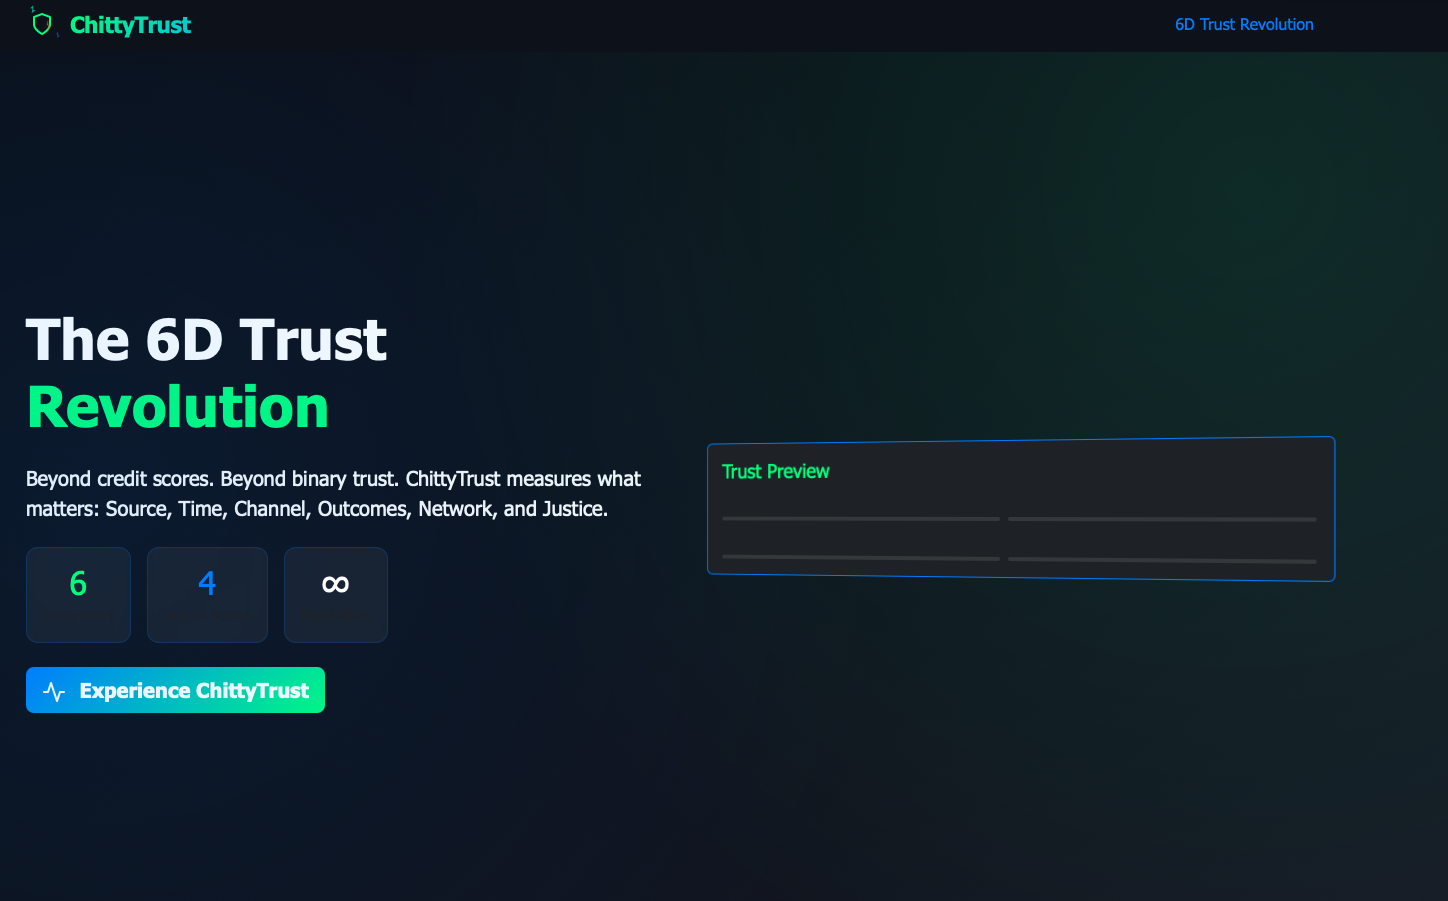 ChittyTrust
6D Trust Revolution
The 6D Trust
Revolution
Beyond credit scores. Beyond binary trust. ChittyTrust measures what
matters: Source, Time, Channel, Outcomes, Network, and Justice.
6
4
∞
Experience ChittyTrust
Trust Preview